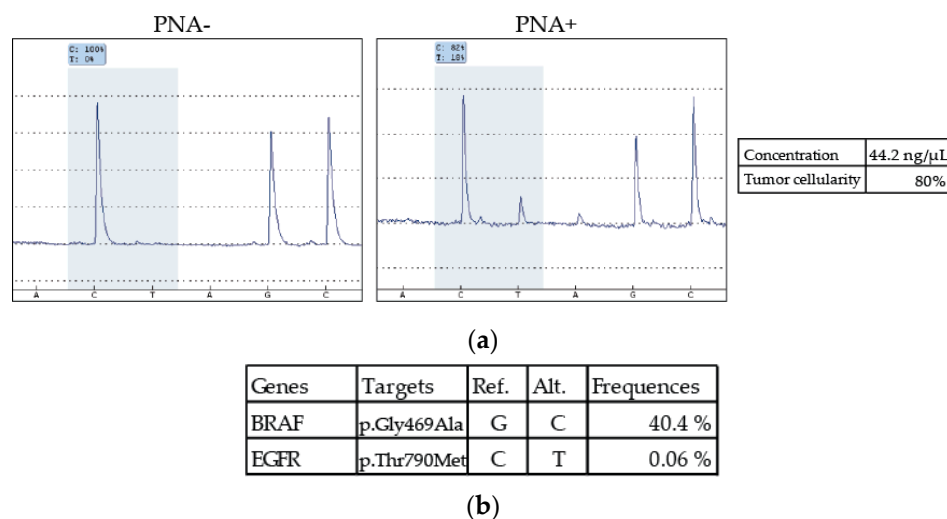 PNA- PNA+
C: 100%
T: 0%
C: 82%
T: 18%
Concentration 44.2 ng/µL
Tumor cellularity 80%
A C T A G C
A C T A G C
(a)
Genes Targets Ref. Alt. Frequences
BRAF p.Gly469Ala G C 40.4 %
EGFR p.Thr790Met C T 0.06 %
(b)